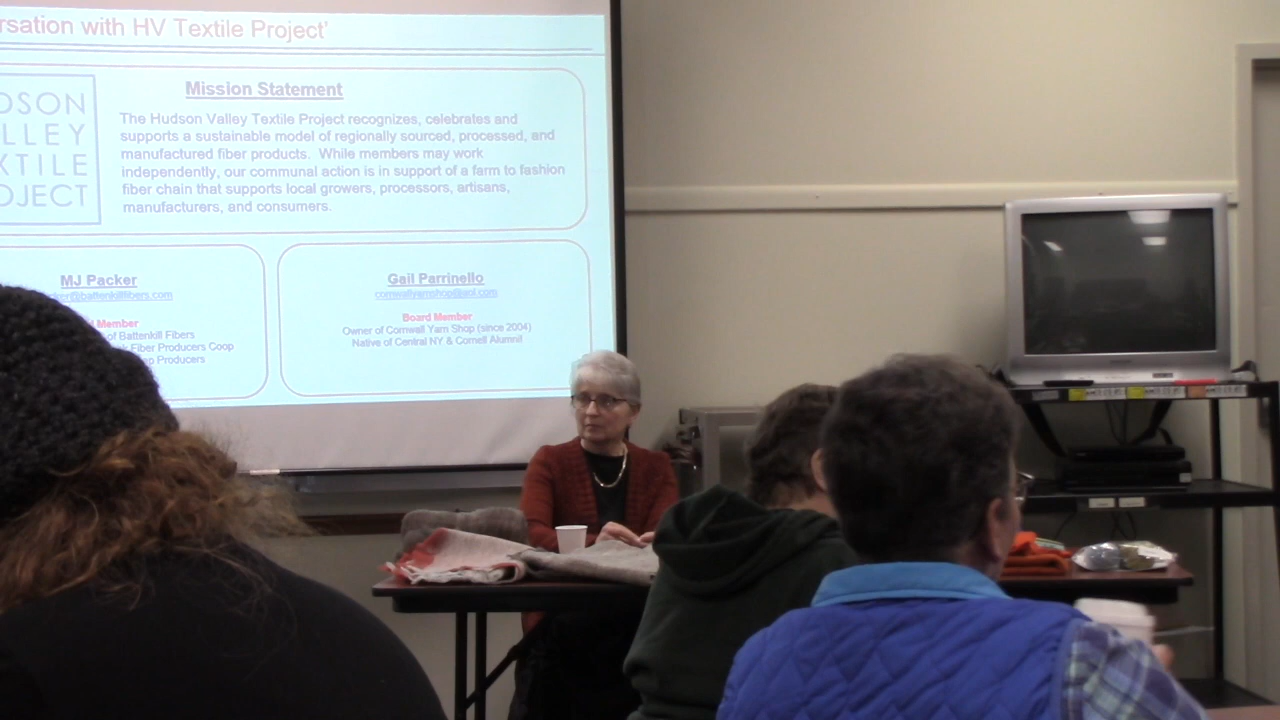 rsation with HV Textile Project'
DSON
LLEY
XTILE
OJECT
Mission Statement
The Hudson Valley Textile Project recognizes, celebrates and
supports a sustainable model of regionally sourced, processed, and
manufactured fiber products. While members may work
independently, our communal action is in support of a farm to fashion
fiber chain that supports local growers, processors, artisans,
manufacturers, and consumers.
MJ Packer
ker@battenkillfibers.com
Member
of Battenkill Fibers
Fiber Producers Coop
Producers
Gail Parrinello
cornwallyarnshop@aol.com
Board Member
Owner of Cornwall Yarn Shop (since 2004)
Native of Central NY & Cornell Alumni!